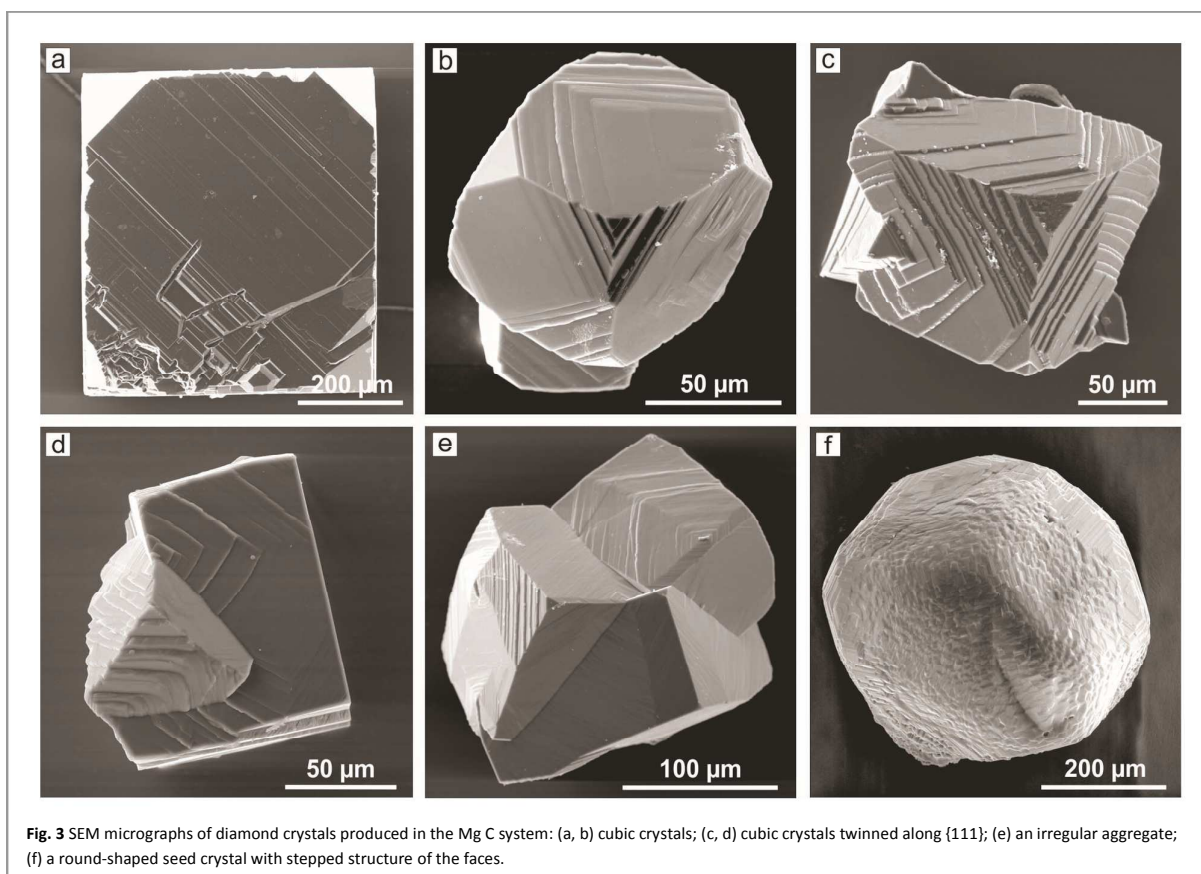 a
b
c
200 µm
50 µm
50 µm
d
e
f
50 µm
100 µm
200 µm
Fig. 3 SEM micrographs of diamond crystals produced in the Mg C system: (a, b) cubic crystals; (c, d) cubic crystals twinned along {111}; (e) an irregular aggregate;
(f) a round-shaped seed crystal with stepped structure of the faces.